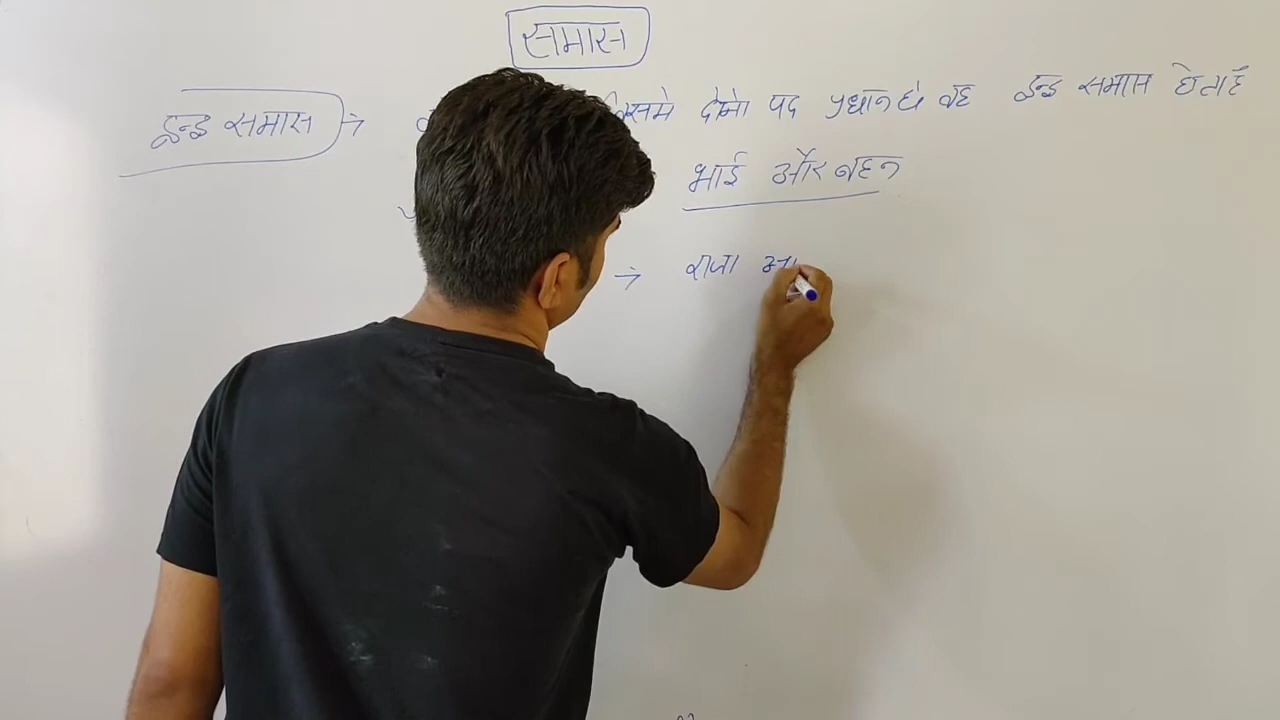 समास
द्वन्द्व समास → जिसमे दोनो पद प्रधान हो वह द्वन्द्व समास होता है
भाई और बहन
→ राजा